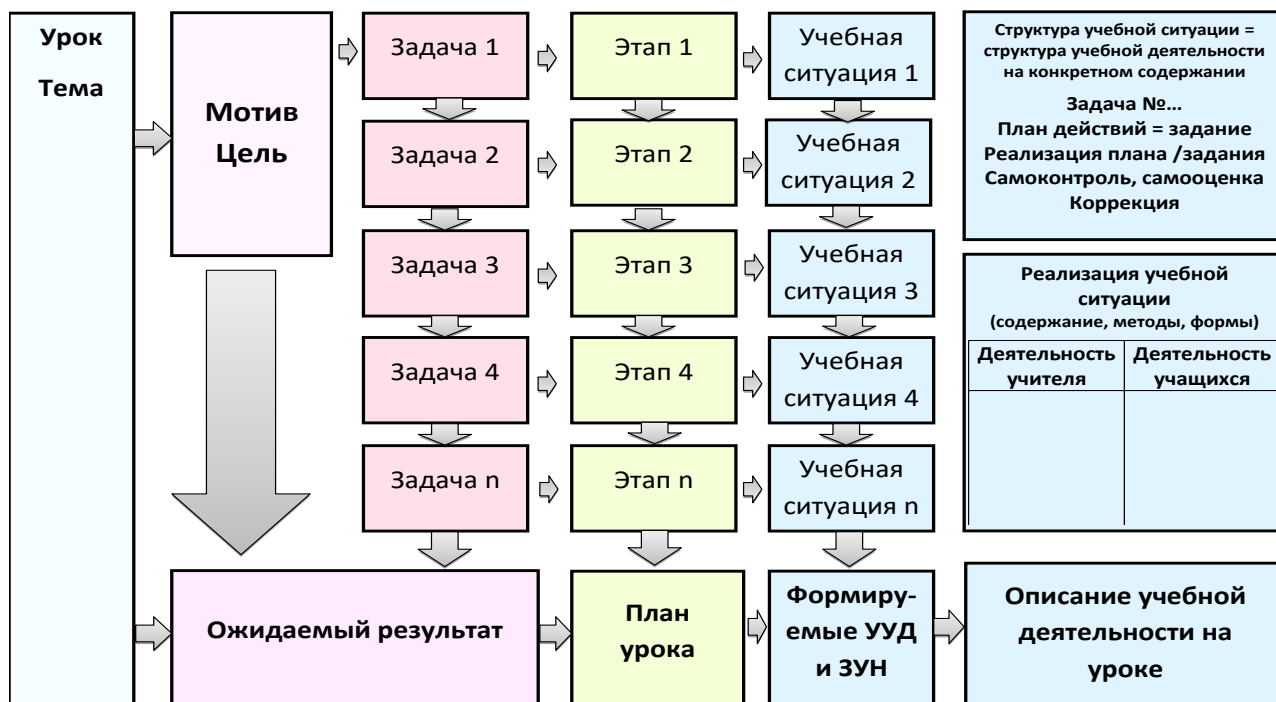 Урок
Тема
Мотив
Цель
Задача 1
Этап 1
Учебная
ситуация 1
Задача 2
Этап 2
Учебная
ситуация 2
Задача 3
Этап 3
Учебная
ситуация 3
Задача 4
Этап 4
Учебная
ситуация 4
Задача n
Этап n
Учебная
ситуация n
Структура учебной ситуации =
структура учебной деятельности
на конкретном содержании
Задача №...
План действий = задание
Реализация плана /задания
Самоконтроль, самооценка
Коррекция
Реализация учебной
ситуации
(содержание, методы, формы)
Деятельность
учителя
Деятельность
учащихся
Ожидаемый результат
План
урока
Формиру-
емые УУД
и ЗУН
Описание учебной
деятельности на
уроке